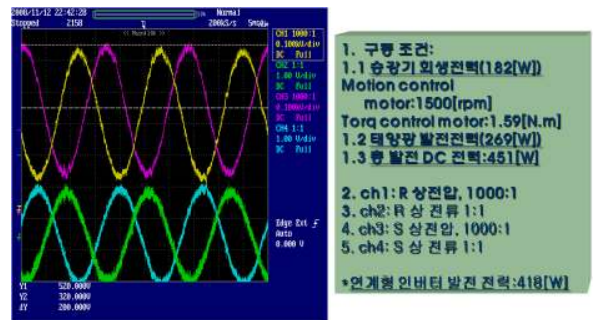 2008/11/12 22:42:28
Normal
Stopped 2158
200kS/s 5ms/div
CH1 1000:1
0.100kV/div
DC Full
CH2 1:1
1.00 V/div
DC Full
CH3 1000:1
0.100kV/div
DC Full
CH4 1:1
1.00 V/div
DC Full
Edge Ext
Auto
0.000 V
Y1 520.000V
Y2 320.000V
ΔY 200.000V
1. 구동 조건:
1.1 승강기 회생전력(182[W])
Motion control
motor:1500[rpm]
Torq control motor:1.59[N.m]
1.2 태양광 발전전력(269[W])
1.3 총 발전 DC 전력:451[W]
2. ch1: R 상전압, 1000:1
3. ch2: R 상 전류 1:1
4. ch3: S 상전압, 1000:1
5. ch4: S 상 전류 1:1
*연계형 인버터 발전 전력:418[W]